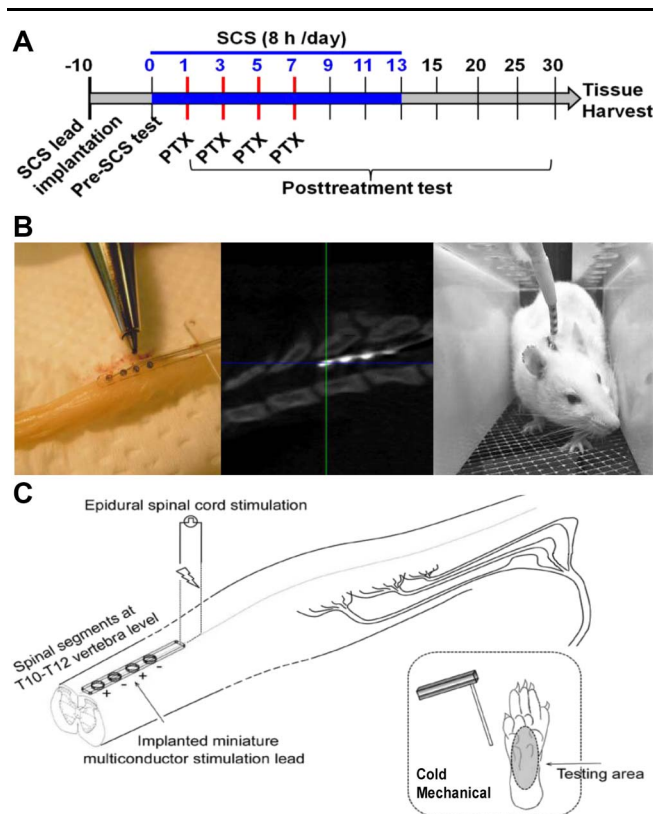 A
SCS (8 h /day)
-10 0 1 3 5 7 9 11 13 15 20 25 30
Tissue
Harvest
SCS lead
implantation
Pre-SCS test
PTX PTX PTX PTX
Posttreatment test
B
C
Epidural spinal cord stimulation
Spinal segments at
T10-T12 vertebra level
+ - + -
Implanted miniature
multiconductor stimulation lead
Cold
Mechanical
Testing area